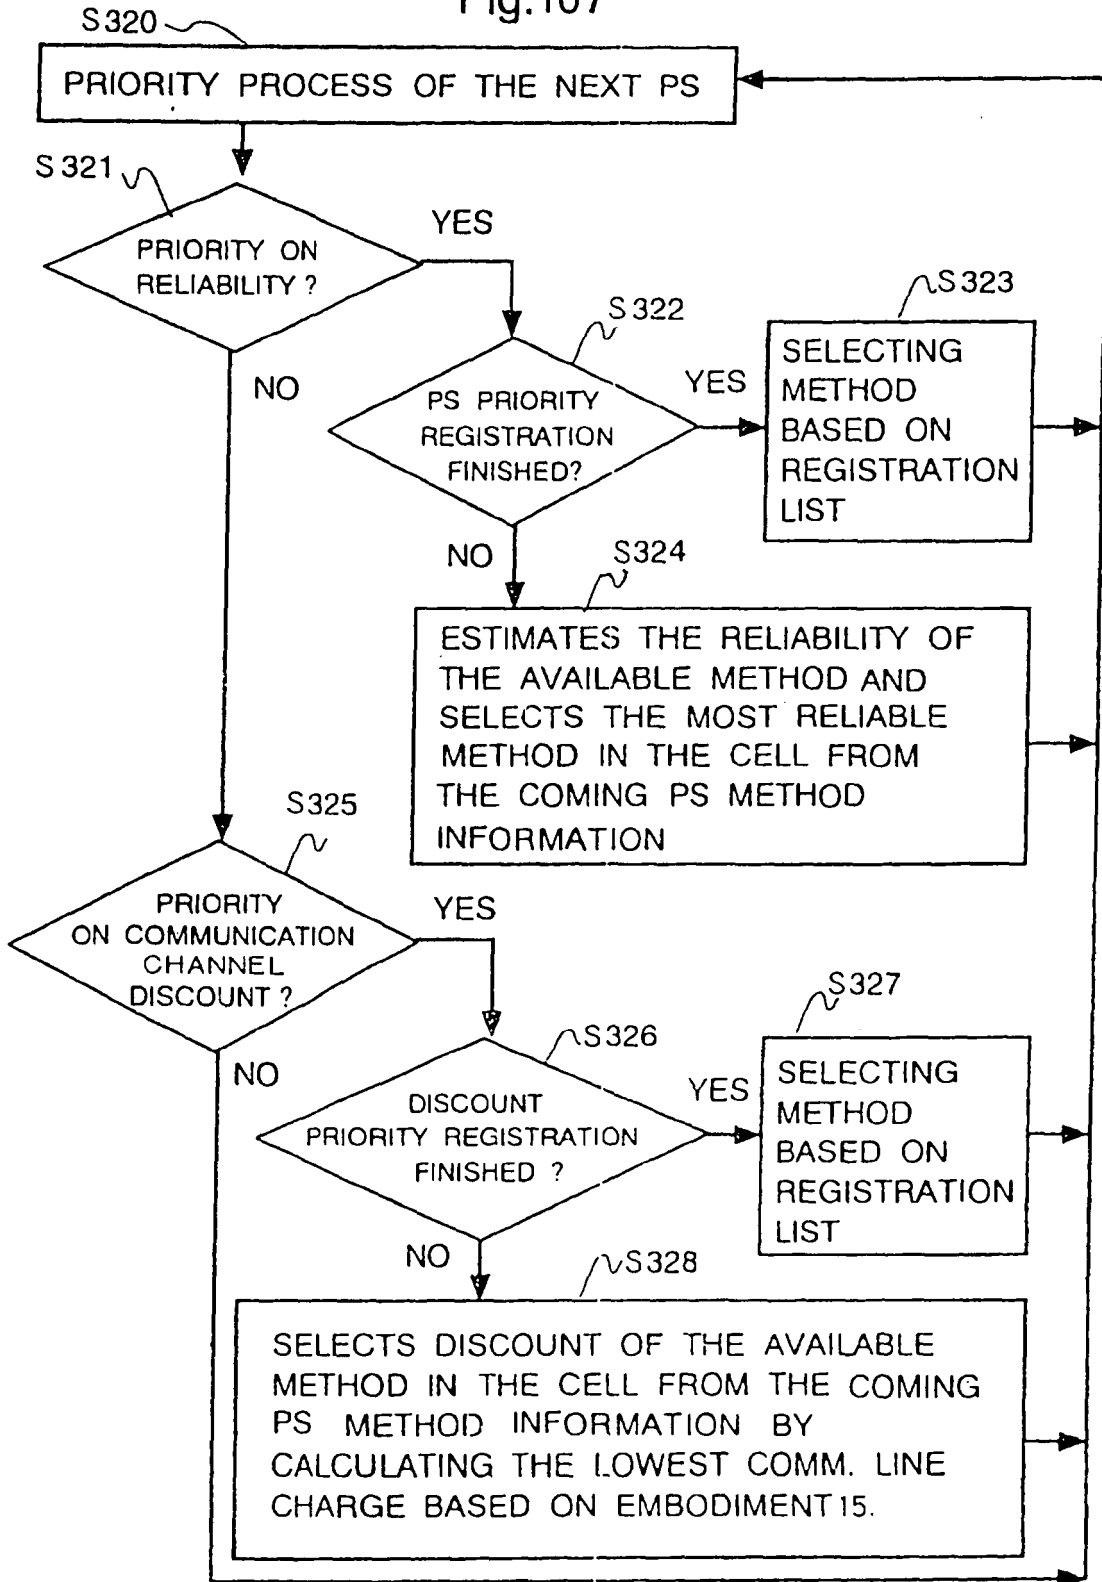 Fig.107
S320
PRIORITY PROCESS OF THE NEXT PS
S321
PRIORITY ON
RELIABILITY ?
YES
NO
S322
PS PRIORITY
REGISTRATION
FINISHED?
YES
NO
S323
SELECTING
METHOD
BASED ON
REGISTRATION
LIST
S324
ESTIMATES THE RELIABILITY OF
THE AVAILABLE METHOD AND
SELECTS THE MOST RELIABLE
METHOD IN THE CELL FROM
THE COMING PS METHOD
INFORMATION
S325
PRIORITY
ON COMMUNICATION
CHANNEL
DISCOUNT ?
YES
NO
S326
DISCOUNT
PRIORITY REGISTRATION
FINISHED ?
YES
NO
S327
SELECTING
METHOD
BASED ON
REGISTRATION
LIST
S328
SELECTS DISCOUNT OF THE AVAILABLE
METHOD IN THE CELL FROM THE COMING
PS METHOD INFORMATION BY
CALCULATING THE LOWEST COMM. LINE
CHARGE BASED ON EMBODIMENT 15.